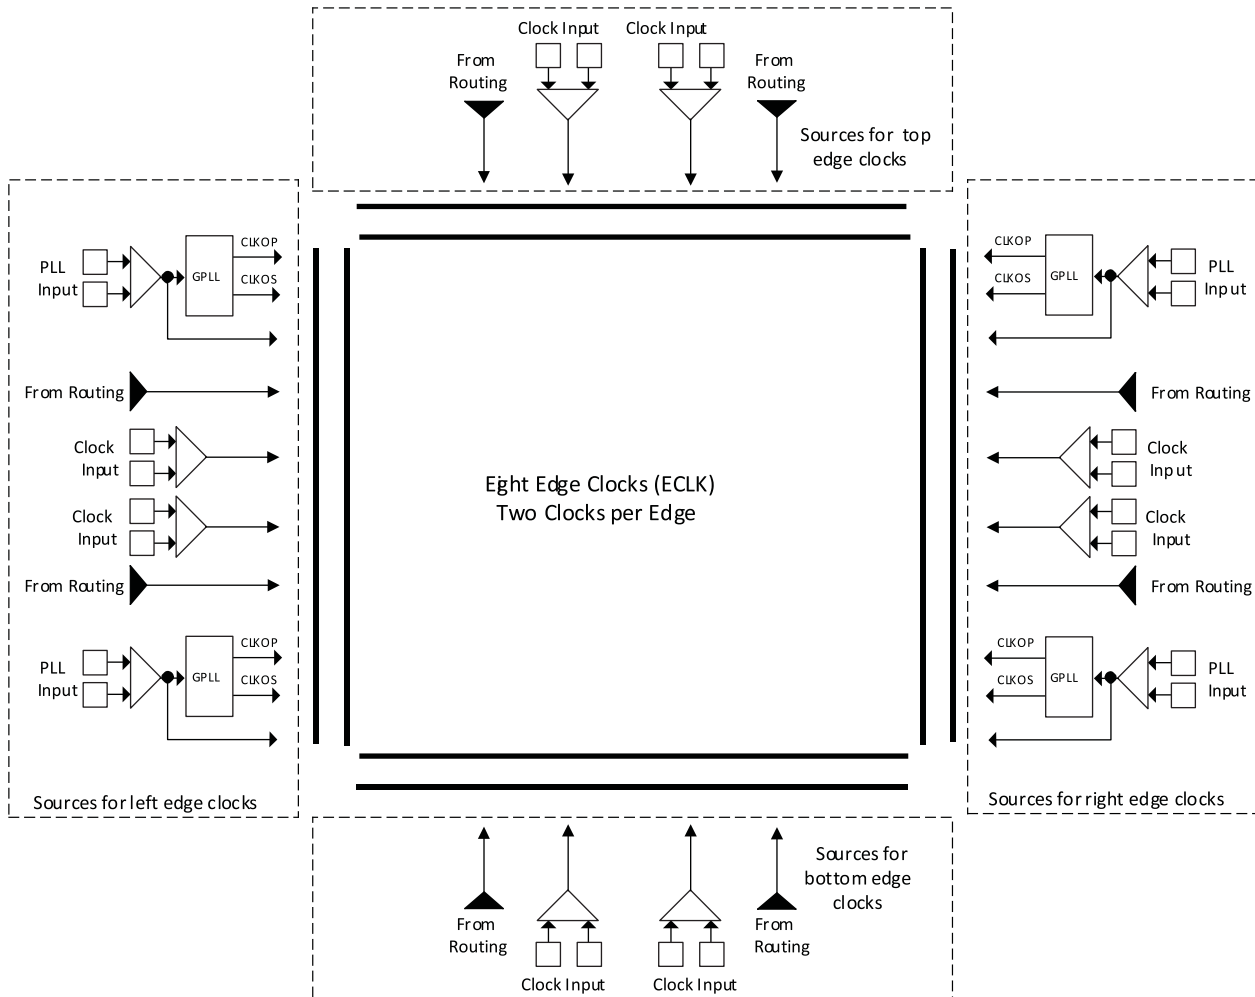 Clock Input
Clock Input
From
Routing
From
Routing
Sources for top
edge clocks
PLL
Input
GPLL
CLKOP
CLKOS
From Routing
Clock
Input
Clock
Input
From Routing
PLL
Input
GPLL
CLKOP
CLKOS
Sources for left edge clocks
Eight Edge Clocks (ECLK)
Two Clocks per Edge
CLKOP
CLKOS
GPLL
PLL
Input
From Routing
Clock
Input
Clock
Input
From Routing
CLKOP
CLKOS
GPLL
PLL
Input
Sources for right edge clocks
Sources for
bottom edge
clocks
From
Routing
From
Routing
Clock Input
Clock Input